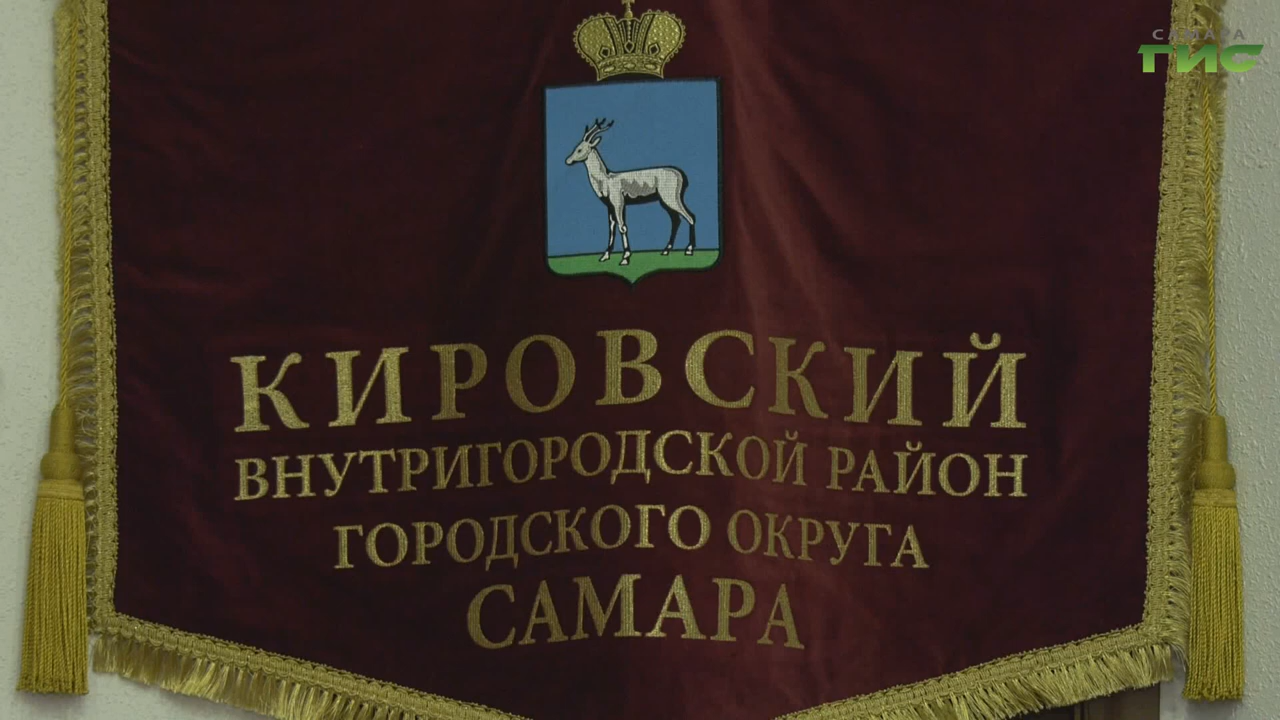 САМАРА
ГИС
КИРОВСКИЙ
ВНУТРИГОРОДСКОЙ РАЙОН
ГОРОДСКОГО ОКРУГА
САМАРА